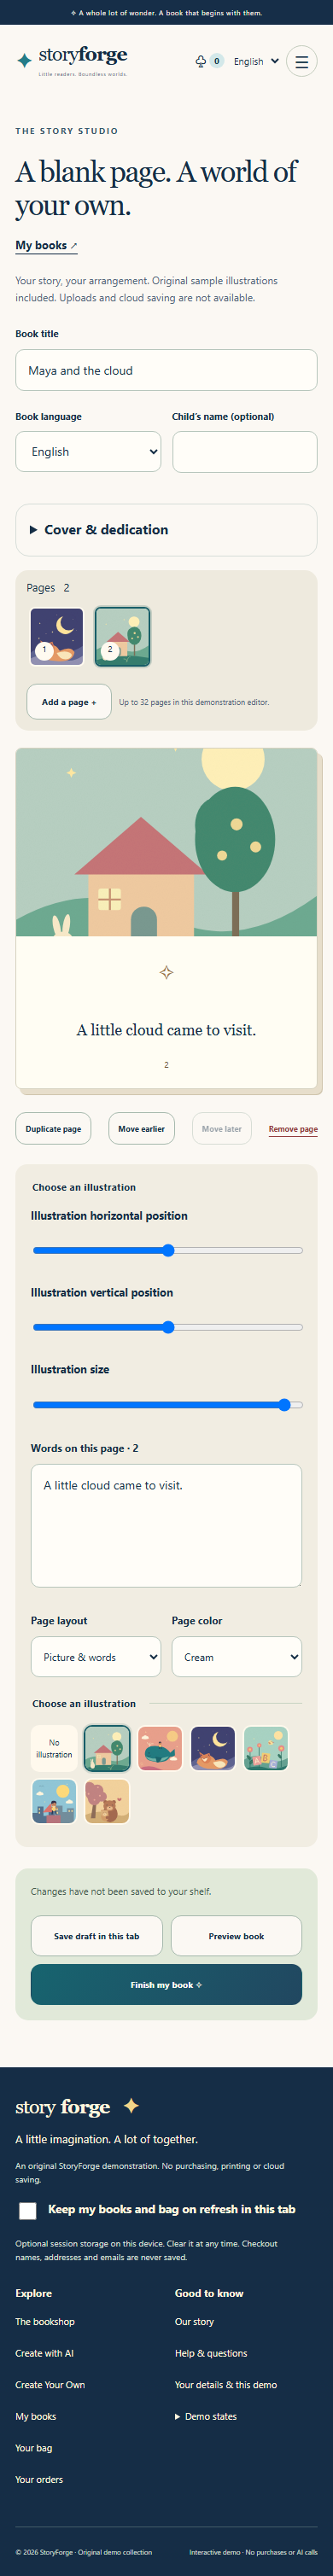 ✧ A whole lot of wonder. A book that begins with them.
storyforge
Little readers. Boundless worlds.
0
English
THE STORY STUDIO
A blank page. A world of
your own.
My books ↗
Your story, your arrangement. Original sample illustrations
included. Uploads and cloud saving are not available.
Book title
Maya and the cloud
Book language
Child's name (optional)
English
Cover & dedication
Pages 2
1
2
Add a page +
Up to 32 pages in this demonstration editor.
A little cloud came to visit.
2
Duplicate page
Move earlier
Move later
Remove page
Choose an illustration
Illustration horizontal position
Illustration vertical position
Illustration size
Words on this page · 2
A little cloud came to visit.
Page layout
Page color
Picture & words
Cream
Choose an illustration
No
illustration
Changes have not been saved to your shelf.
Save draft in this tab
Preview book
Finish my book ✧
story forge
A little imagination. A lot of together.
An original StoryForge demonstration. No purchasing, printing or cloud
saving.
Keep my books and bag on refresh in this tab
Optional session storage on this device. Clear it at any time. Checkout
names, addresses and emails are never saved.
Explore
Good to know
The bookshop
Our story
Create with AI
Help & questions
Create Your Own
Your details & this demo
My books
Demo states
Your bag
Your orders
© 2026 StoryForge · Original demo collection
Interactive demo · No purchases or AI calls